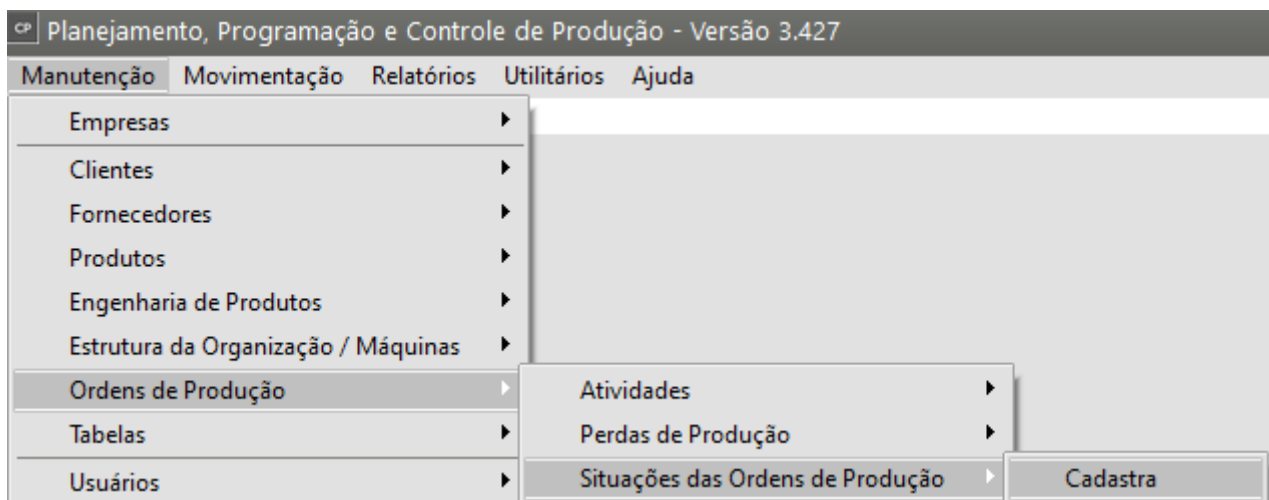 CP Planejamento, Programação e Controle de Produção - Versão 3.427
Manutenção Movimentação Relatórios Utilitários Ajuda
Empresas
Clientes
Fornecedores
Produtos
Engenharia de Produtos
Estrutura da Organização / Máquinas
Ordens de Produção
Tabelas
Usuários
Atividades
Perdas de Produção
Situações das Ordens de Produção
Cadastra